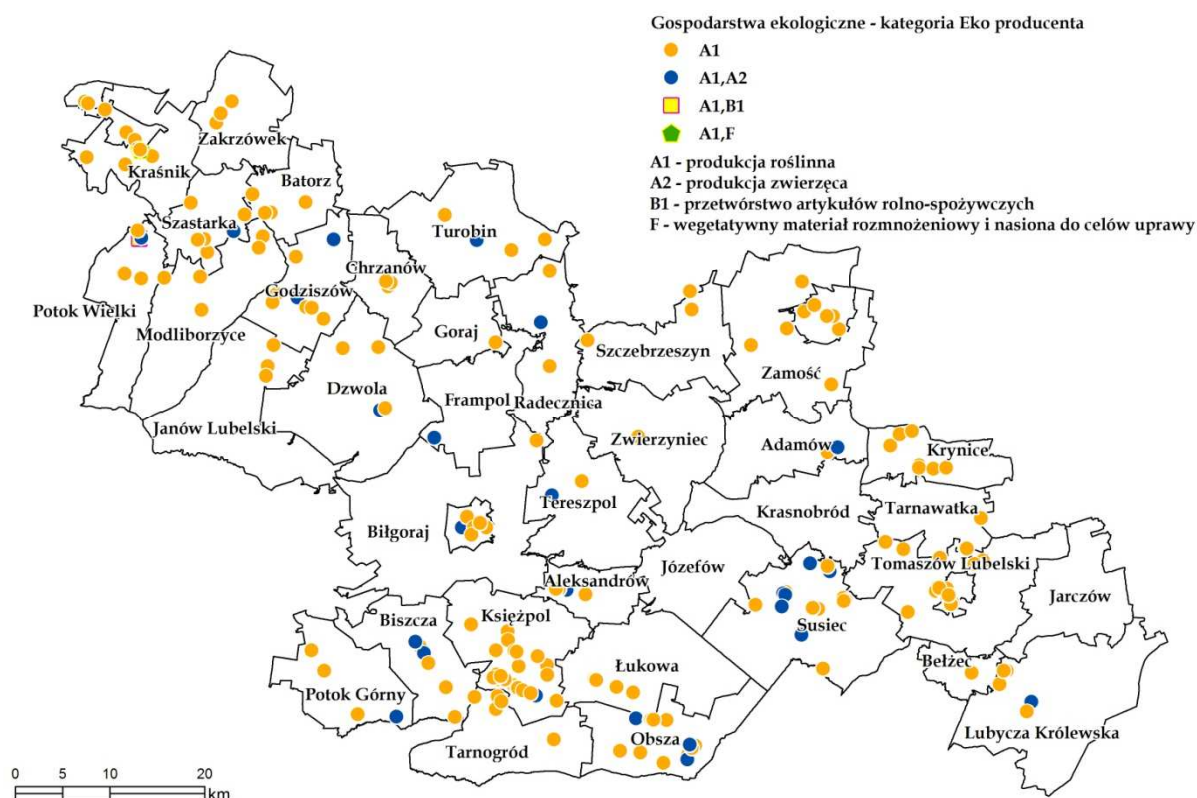 Gospodarstwa ekologiczne - kategoria Eko producenta
A1
A1,A2
A1,B1
A1,F
A1 - produkcja roślinna
A2 - produkcja zwierzęca
B1 - przetwórstwo artykułów rolno-spożywczych
F - wegetatywny materiał rozmnożeniowy i nasiona do celów uprawy
Zakrzówek
Kraśnik
Batorz
Szastarka
Turobin
Chrzanów
Godziszów
Potok Wielki
Modliborzyce
Goraj
Szczebrzeszyn
Zamość
Dzwola
Frampol
Radecznica
Janów Lubelski
Zwierzyniec
Adamów
Krynice
Tereszpol
Krasnobród
Tarnawatka
Biłgoraj
Józefów
Tomaszów Lubelski
Aleksandrów
Jarczów
Biszcza
Księżpol
Susiec
Łukowa
Bełżec
Potok Górny
Obsza
Lubycza Królewska
Tarnogród
0 5 10 20
km